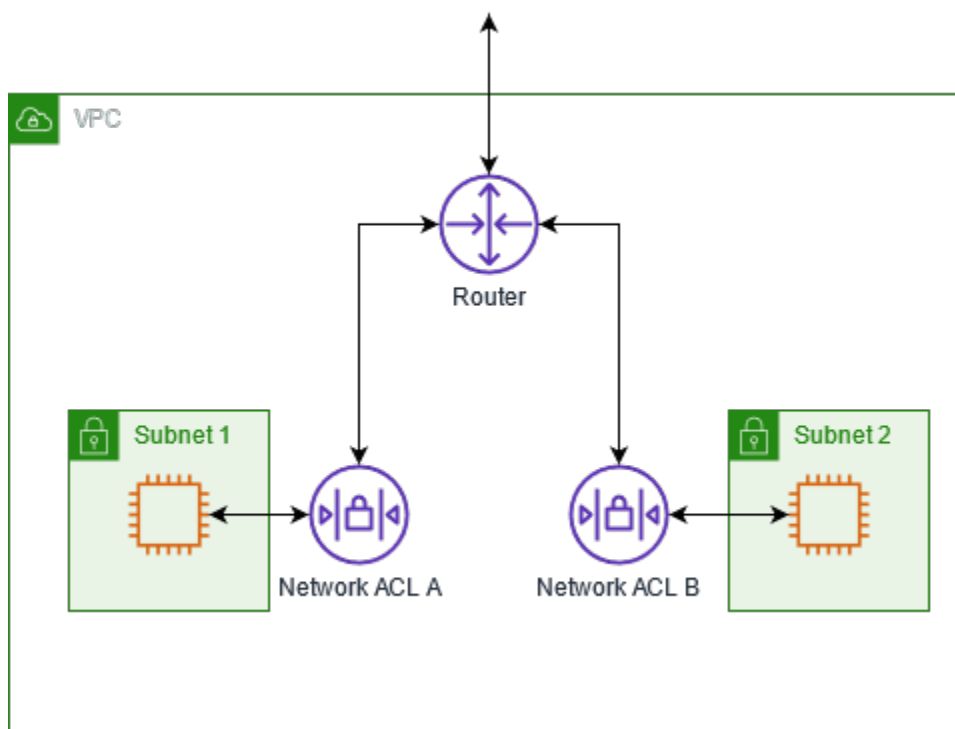 VPC
Router
Subnet 1
Subnet 2
Network ACL A
Network ACL B